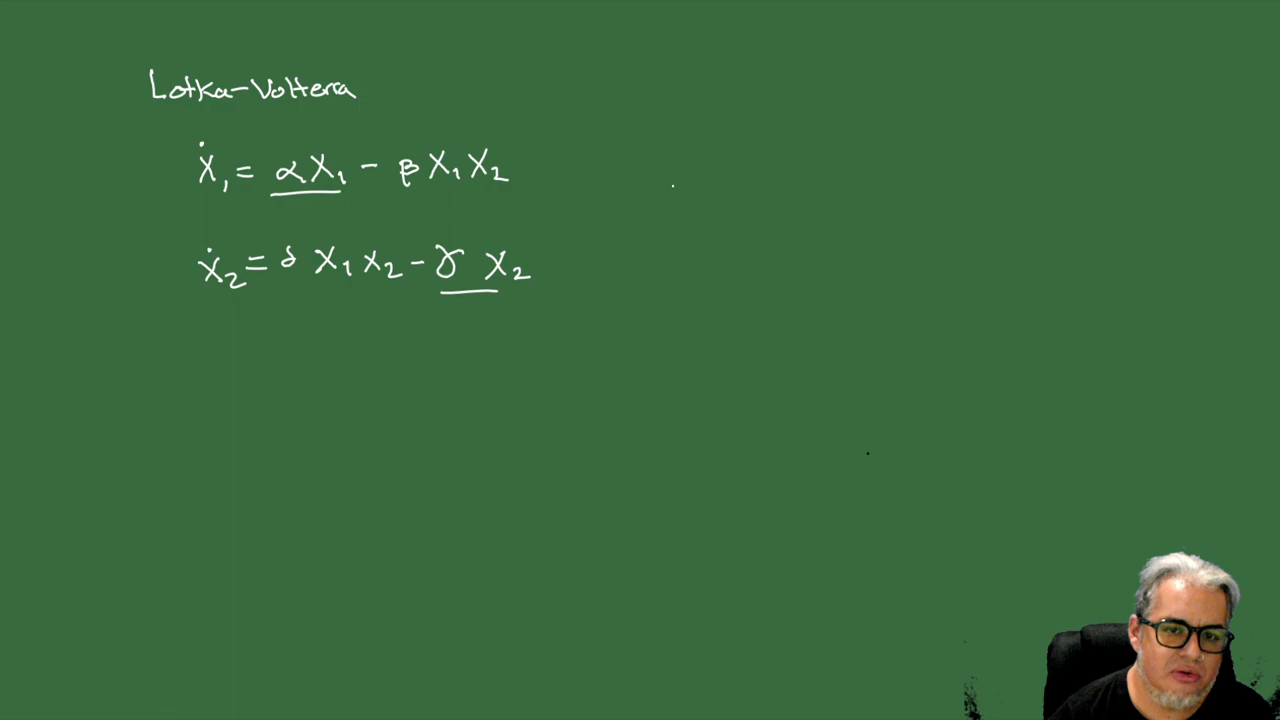 Lotka-Volterra
ẋ₁ = αx₁ - βx₁x₂
ẋ₂ = δx₁x₂ - γx₂